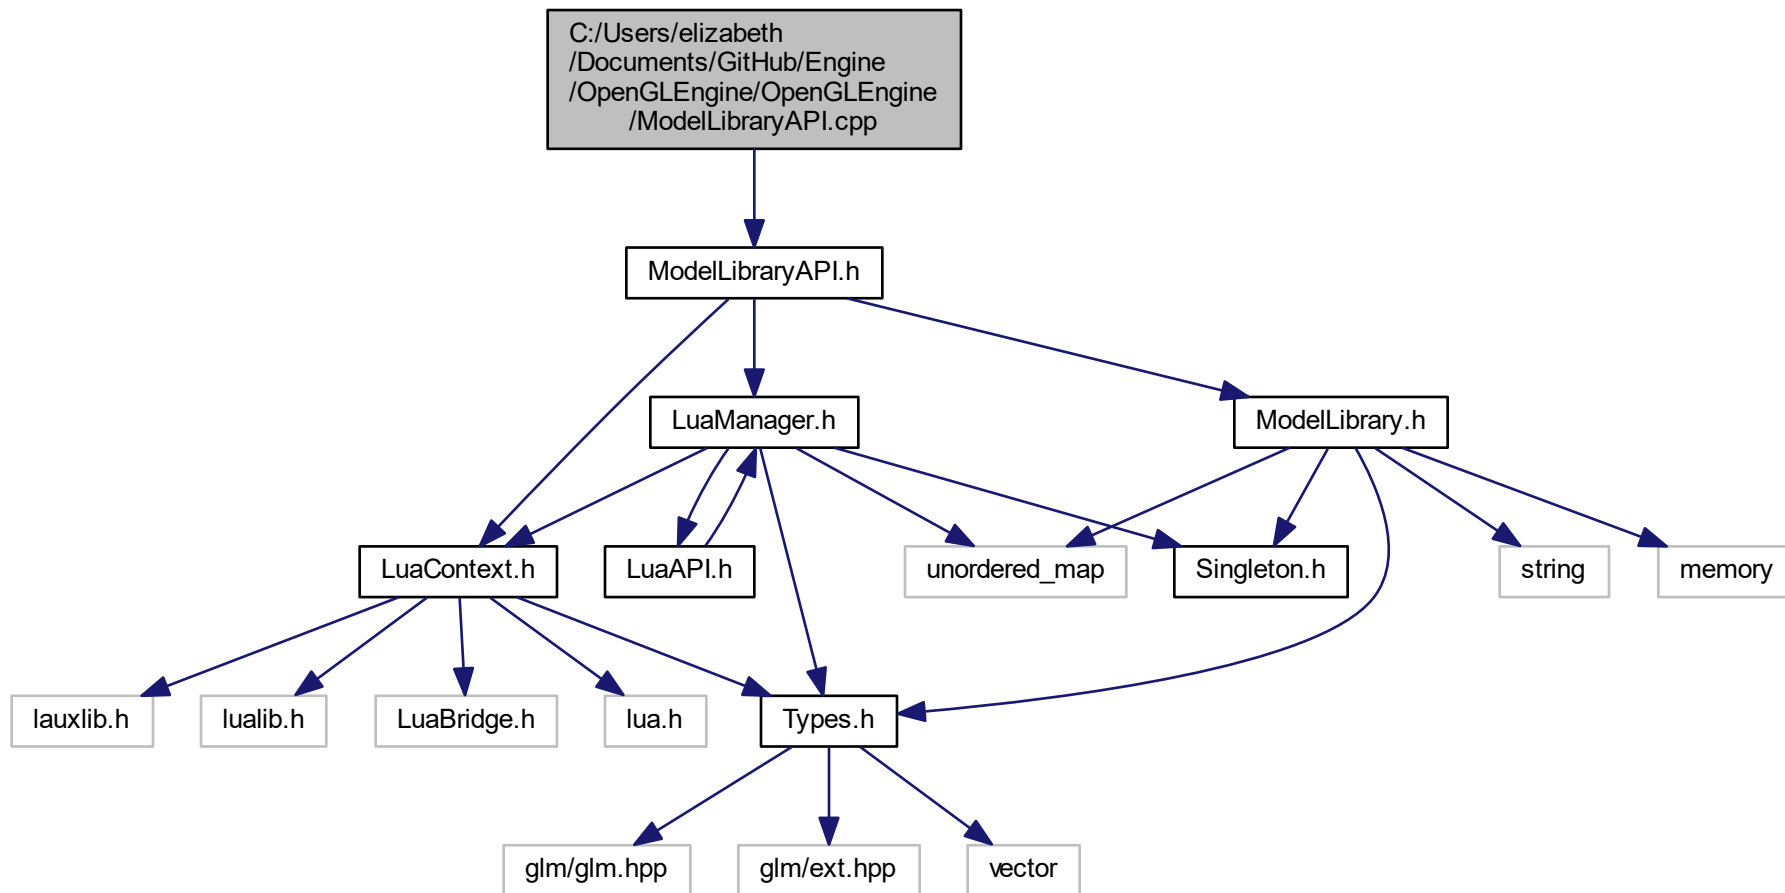 C:/Users/elizabeth
/Documents/GitHub/Engine
/OpenGLEngine/OpenGLEngine
/ModelLibraryAPI.cpp
ModelLibraryAPI.h
LuaManager.h
ModelLibrary.h
LuaContext.h
LuaAPI.h
unordered_map
Singleton.h
string
memory
lauxlib.h
lualib.h
LuaBridge.h
lua.h
Types.h
glm/glm.hpp
glm/ext.hpp
vector